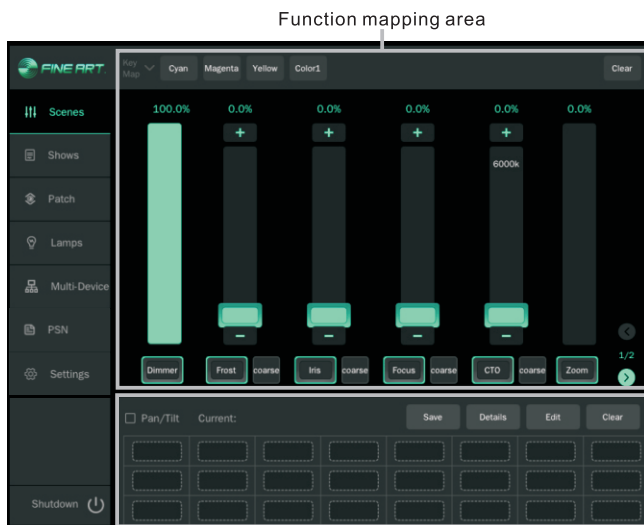 Function mapping area
FINE ART.
Key Map Cyan Magenta Yellow Color1 Clear
Scenes
Shows
Patch
Lamps
Multi-Device
PSN
Settings
Shutdown
100.0% 0.0% 0.0% 0.0% 0.0% 0.0%
+ + + +
6000k
− − − −
1/2
Dimmer Frost coarse Iris coarse Focus coarse CTO coarse Zoom
Pan/Tilt Current: Save Details Edit Clear